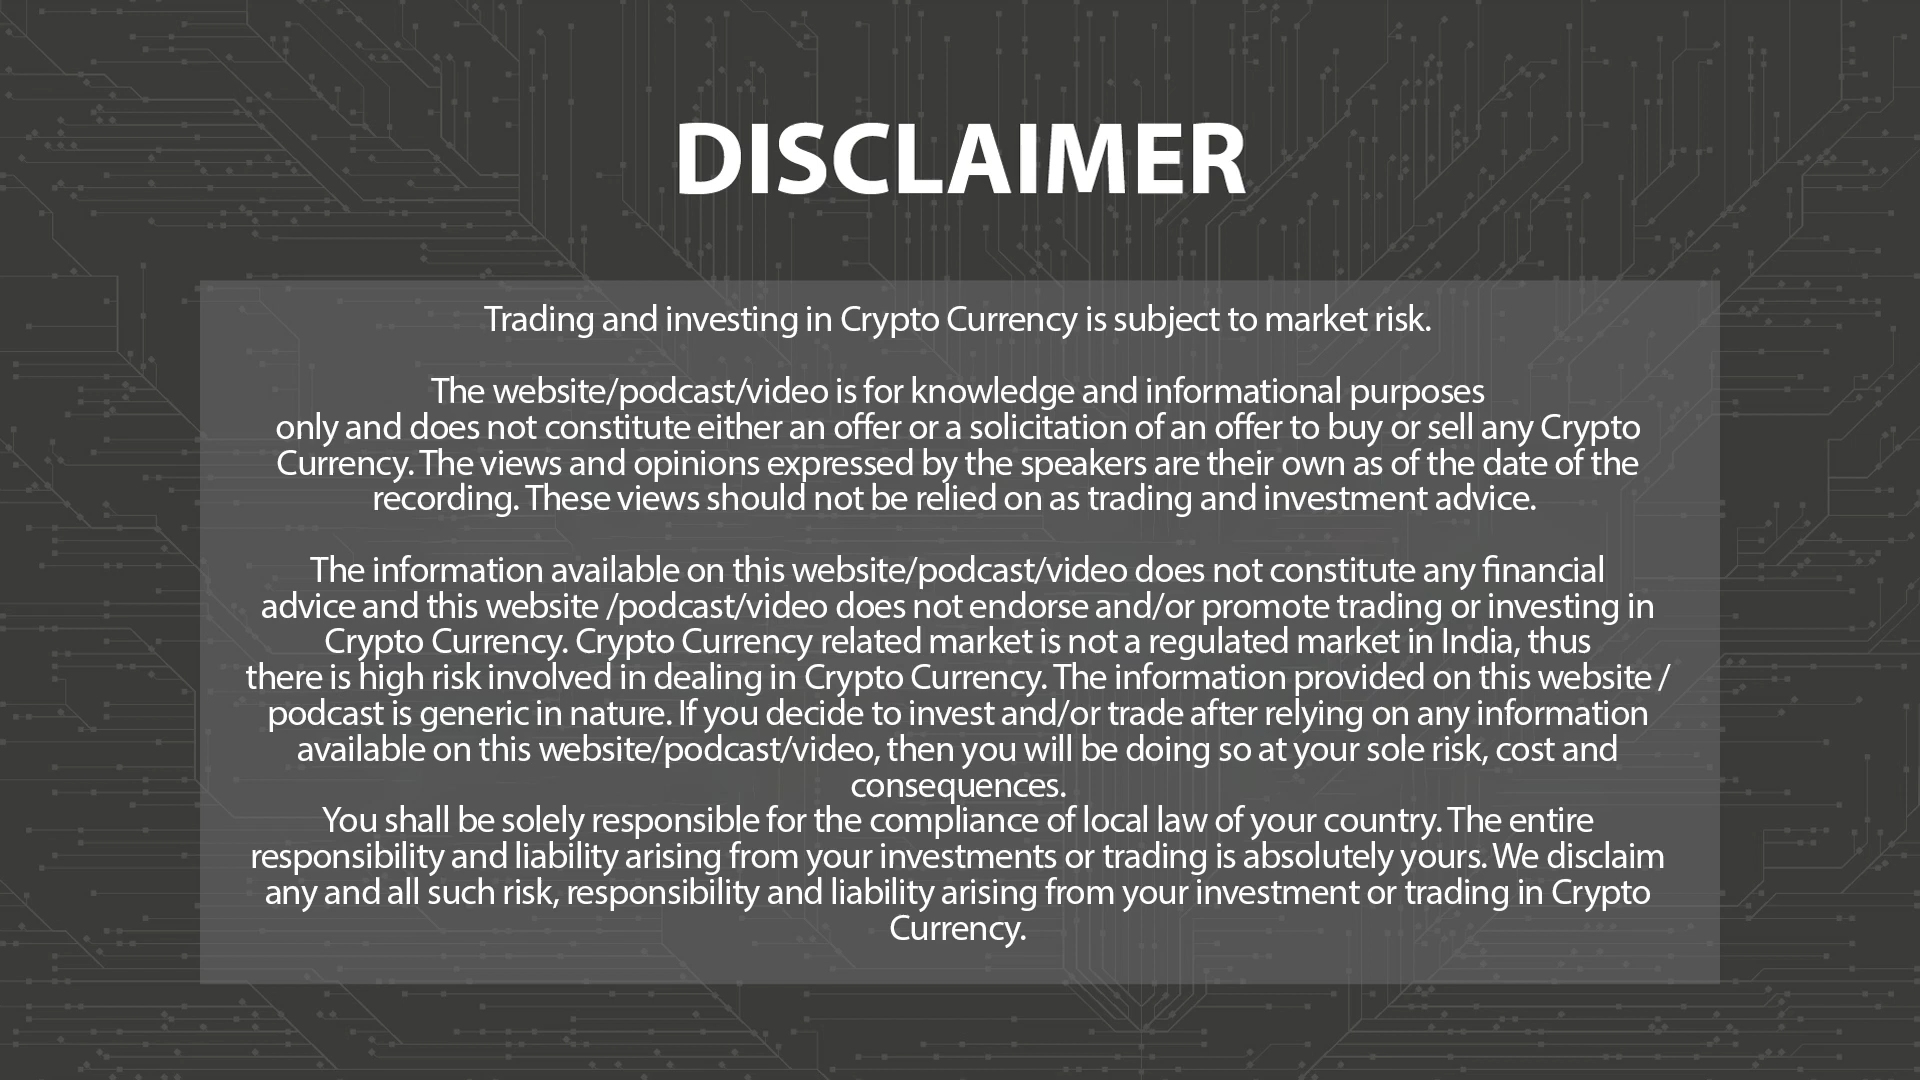 DISCLAIMER
Trading and investing in Crypto Currency is subject to market risk.
The website/podcast/video is for knowledge and informational purposes
only and does not constitute either an offer or a solicitation of an offer to buy or sell any Crypto
Currency. The views and opinions expressed by the speakers are their own as of the date of the
recording. These views should not be relied on as trading and investment advice.
The information available on this website/podcast/video does not constitute any financial
advice and this website /podcast/video does not endorse and/or promote trading or investing in
Crypto Currency. Crypto Currency related market is not a regulated market in India, thus
there is high risk involved in dealing in Crypto Currency. The information provided on this website /
podcast is generic in nature. If you decide to invest and/or trade after relying on any information
available on this website/podcast/video, then you will be doing so at your sole risk, cost and
consequences.
You shall be solely responsible for the compliance of local law of your country. The entire
responsibility and liability arising from your investments or trading is absolutely yours. We disclaim
any and all such risk, responsibility and liability arising from your investment or trading in Crypto
Currency.